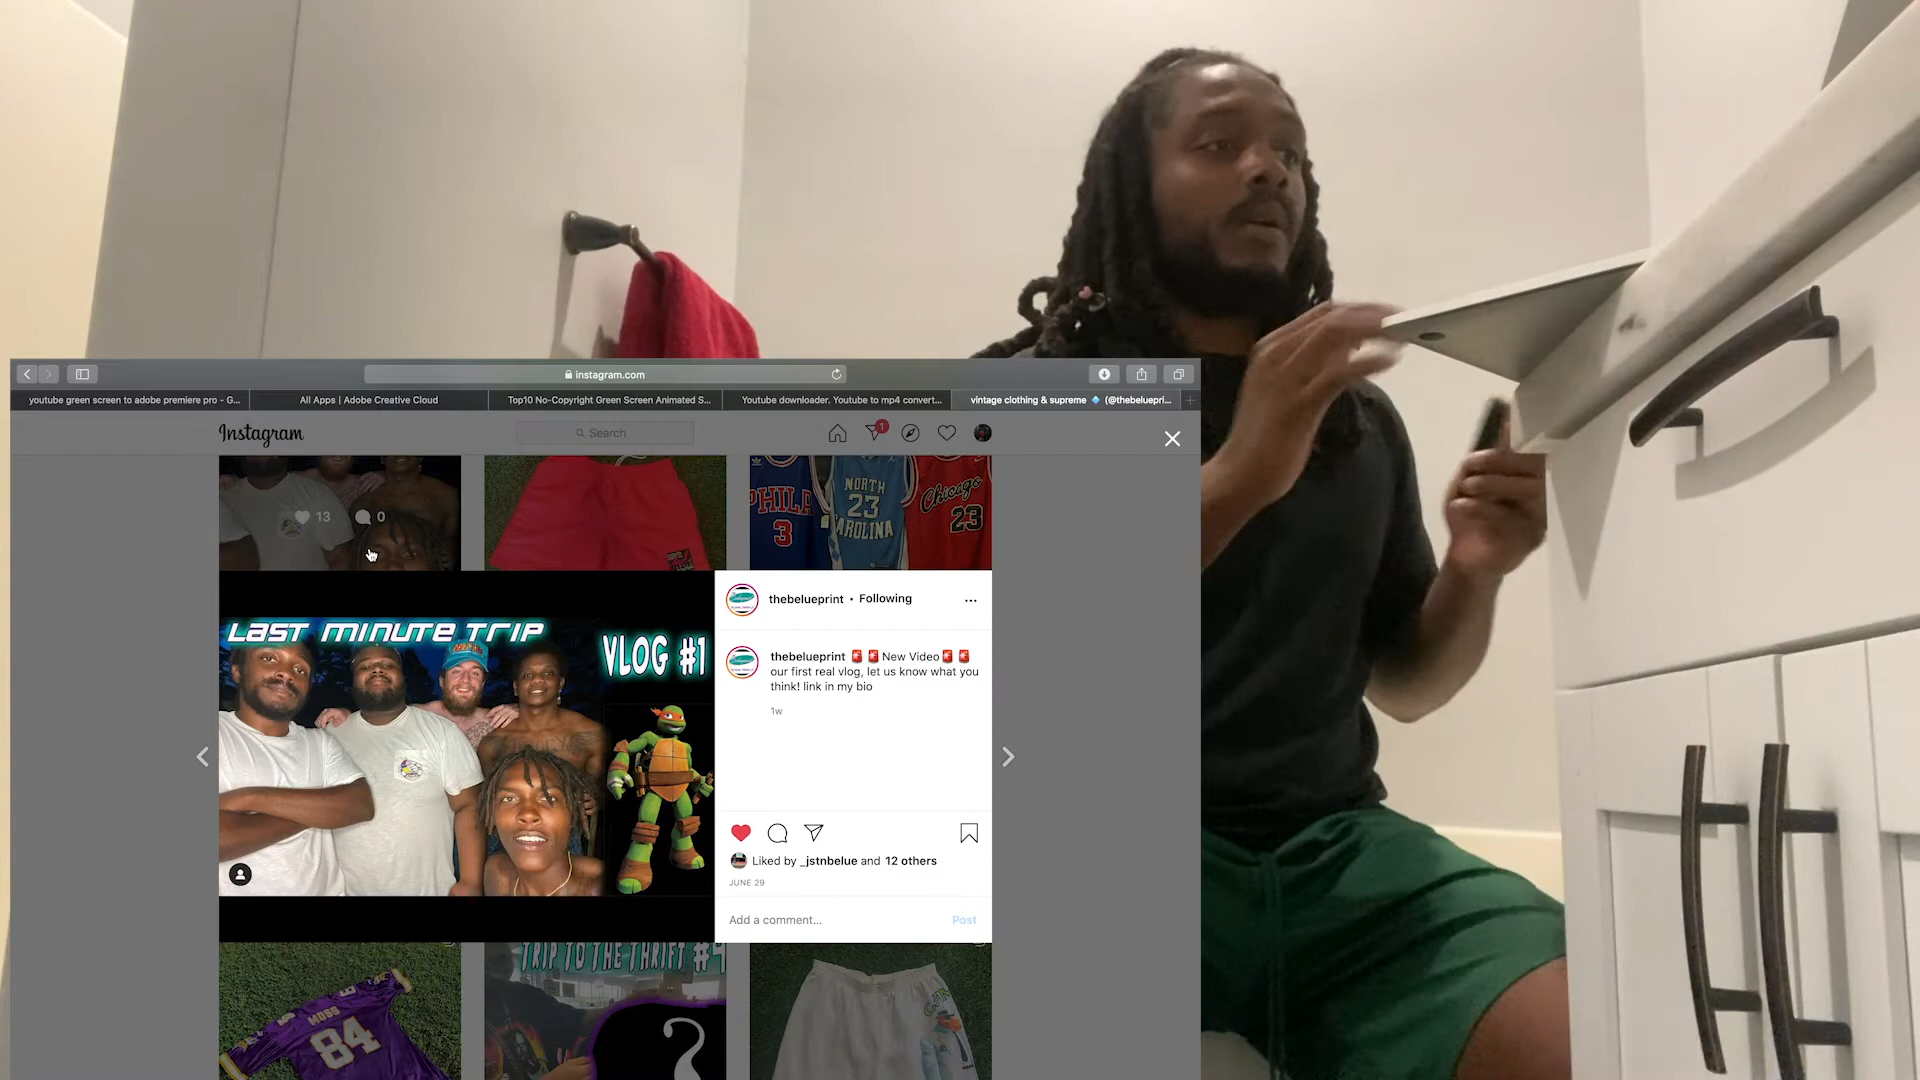 instagram.com
youtube green screen to adobe premiere pro - G...
All Apps | Adobe Creative Cloud
Top10 No-Copyright Green Screen Animated S...
Youtube downloader. Youtube to mp4 convert...
vintage clothing & supreme 🔹 (@thebelueepri...
Instagram
Search
1
13
0
PHILA
3
NORTH
23
CAROLINA
Chicago
23
LAST MINUTE TRIP
VLOG #1
thebelueprint • Following
...
thebelueprint 🚨 🚨 New Video🚨 🚨
our first real vlog, let us know what you
think! link in my bio
1w
Liked by _jstnbelue and 12 others
JUNE 29
Add a comment...
Post
MOSS
84
TRIP TO THE THRIFT #4